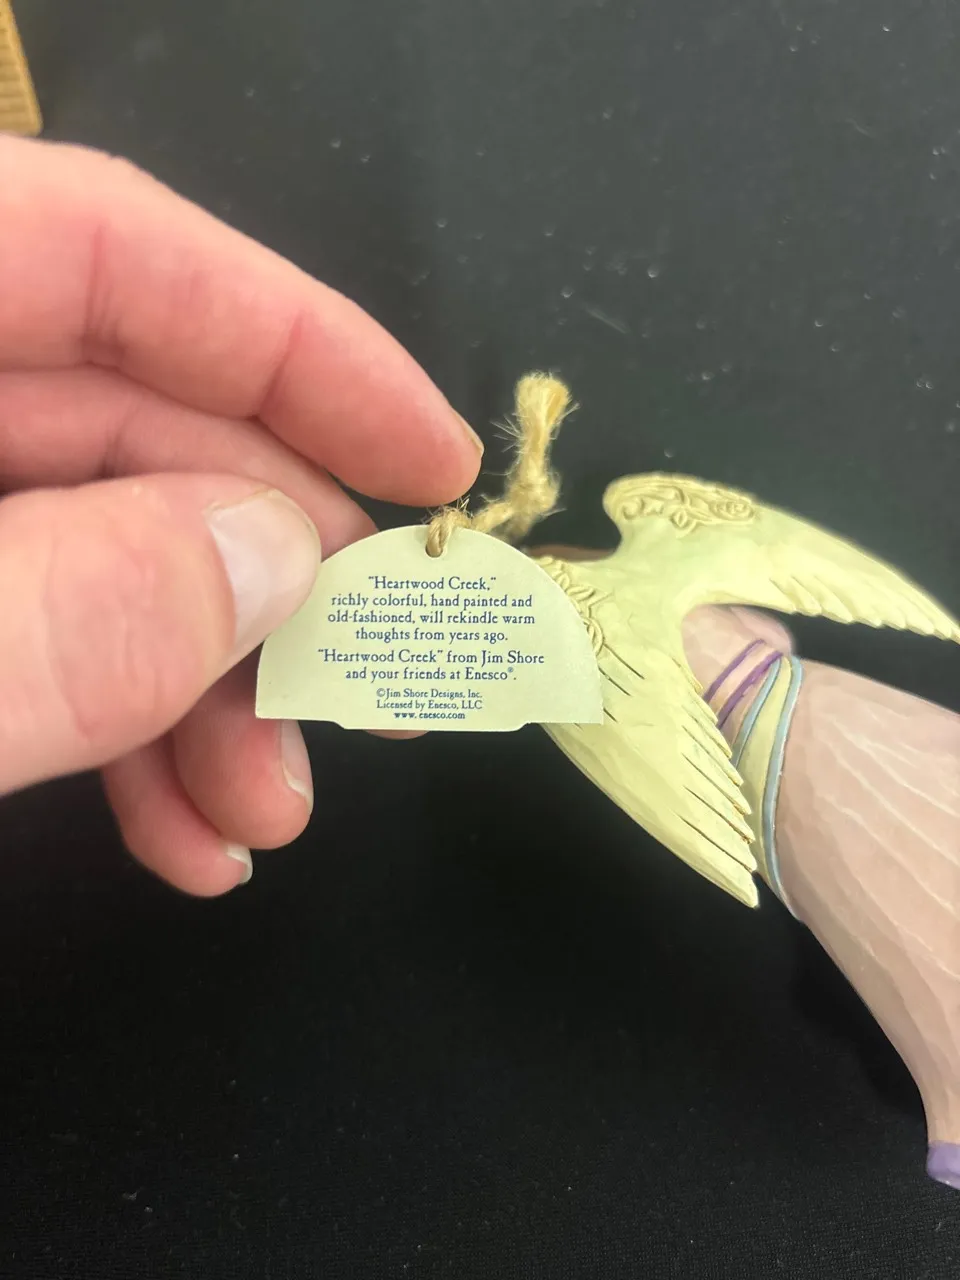 "Heartwood Creek,"
richly colorful, hand painted and
old-fashioned, will rekindle warm
thoughts from years ago.
"Heartwood Creek" from Jim Shore
and your friends at Enesco®.
©Jim Shore Designs, Inc.
Licensed by Enesco, LLC
www. enesco.com